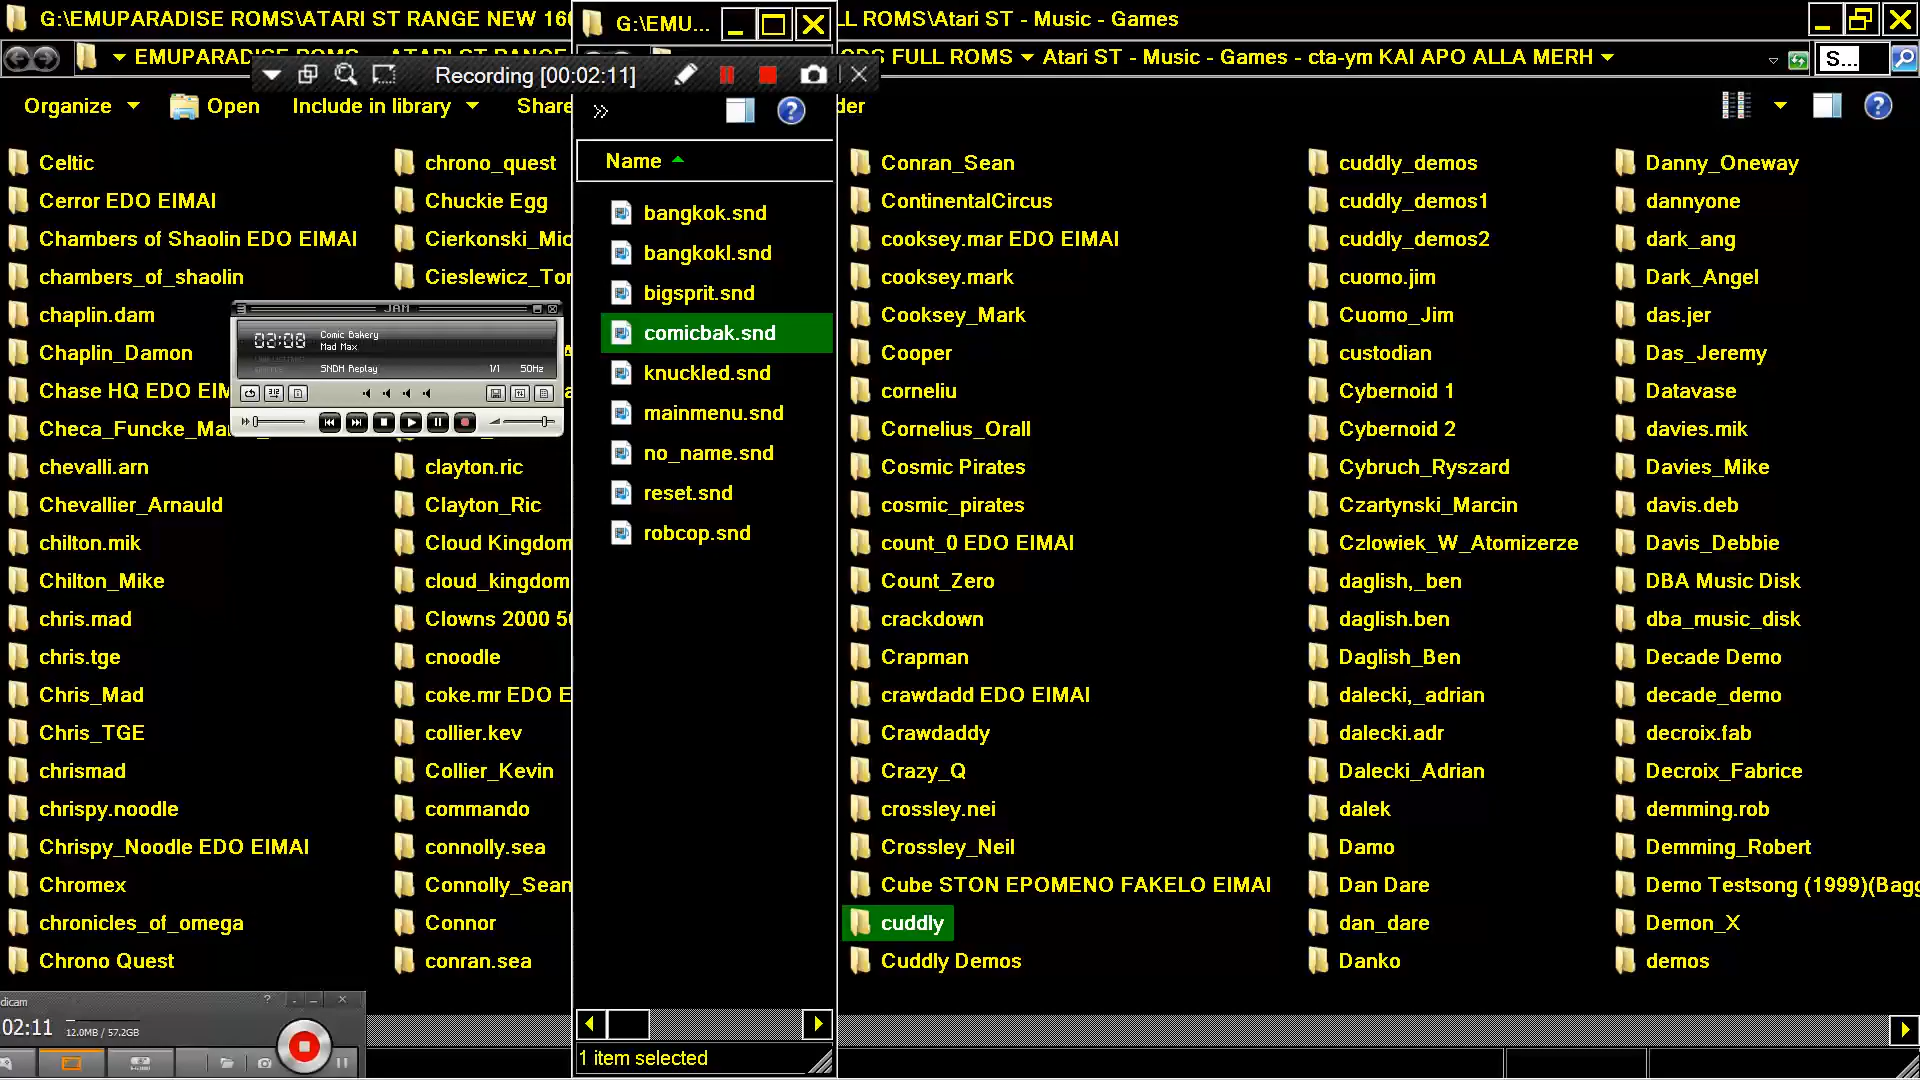 G:\EMUPARADISE ROMS\ATARI ST RANGE NEW 160
LL ROMS\Atari ST - Music - Games
G:\EMU...
EMUPARADISE
ODS FULL ROMS
Atari ST - Music - Games - cta-ym KAI APO ALLA MERH
S...
Recording [00:02:11]
Organize
Open
Include in library
Share
der
Name
bangkok.snd
bangkokl.snd
bigsprit.snd
comicbak.snd
knuckled.snd
mainmenu.snd
no_name.snd
reset.snd
robcop.snd
1 item selected
Celtic
Cerror EDO EIMAI
Chambers of Shaolin EDO EIMAI
chambers_of_shaolin
chaplin.dam
Chaplin_Damon
Chase HQ EDO EIM
Checa_Funcke_Ma
chevalli.arn
Chevallier_Arnauld
chilton.mik
Chilton_Mike
chris.mad
chris.tge
Chris_Mad
Chris_TGE
chrismad
chrispy.noodle
Chrispy_Noodle EDO EIMAI
Chromex
chronicles_of_omega
Chrono Quest
chrono_quest
Chuckie Egg
Cierkonski_Mic
Cieslewicz_Tor
clayton.ric
Clayton_Ric
Cloud Kingdom
cloud_kingdom
Clowns 2000 50
cnoodle
coke.mr EDO E
collier.kev
Collier_Kevin
commando
connolly.sea
Connolly_Sean
Connor
conran.sea
Conran_Sean
ContinentalCircus
cooksey.mar EDO EIMAI
cooksey.mark
Cooksey_Mark
Cooper
corneliu
Cornelius_Orall
Cosmic Pirates
cosmic_pirates
count_0 EDO EIMAI
Count_Zero
crackdown
Crapman
crawdadd EDO EIMAI
Crawdaddy
Crazy_Q
crossley.nei
Crossley_Neil
Cube STON EPOMENO FAKELO EIMAI
cuddly
Cuddly Demos
cuddly_demos
cuddly_demos1
cuddly_demos2
cuomo.jim
Cuomo_Jim
custodian
Cybernoid 1
Cybernoid 2
Cybruch_Ryszard
Czartynski_Marcin
Czlowiek_W_Atomizerze
daglish,_ben
daglish.ben
Daglish_Ben
dalecki,_adrian
dalecki.adr
Dalecki_Adrian
dalek
Damo
Dan Dare
dan_dare
Danko
Danny_Oneway
dannyone
dark_ang
Dark_Angel
das.jer
Das_Jeremy
Datavase
davies.mik
Davies_Mike
davis.deb
Davis_Debbie
DBA Music Disk
dba_music_disk
Decade Demo
decade_demo
decroix.fab
Decroix_Fabrice
demming.rob
Demming_Robert
Demo Testsong (1999)(Bagg
Demon_X
demos
JAM
02:08
Comic Bakery
Mad Max
SNDH Replay
1/1
50Hz
dicam
02:11
12.0MB / 57.2GB